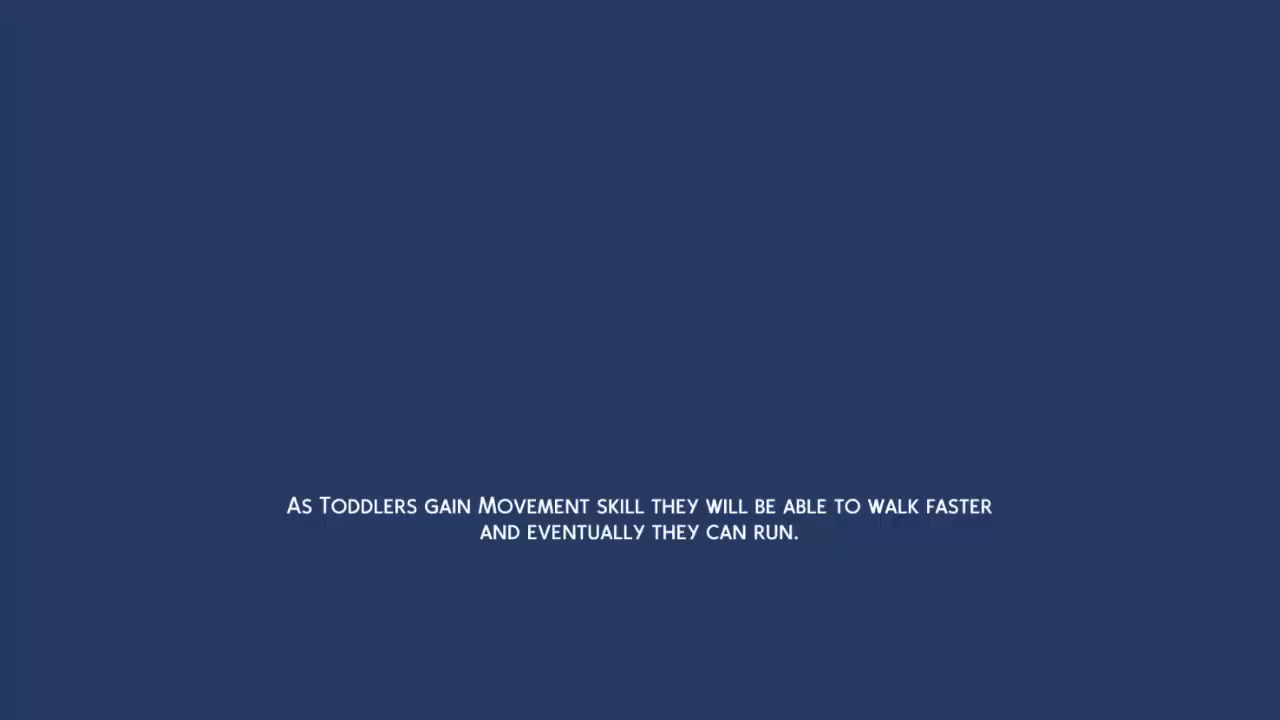 As Toddlers gain Movement skill they will be able to walk faster
and eventually they can run.